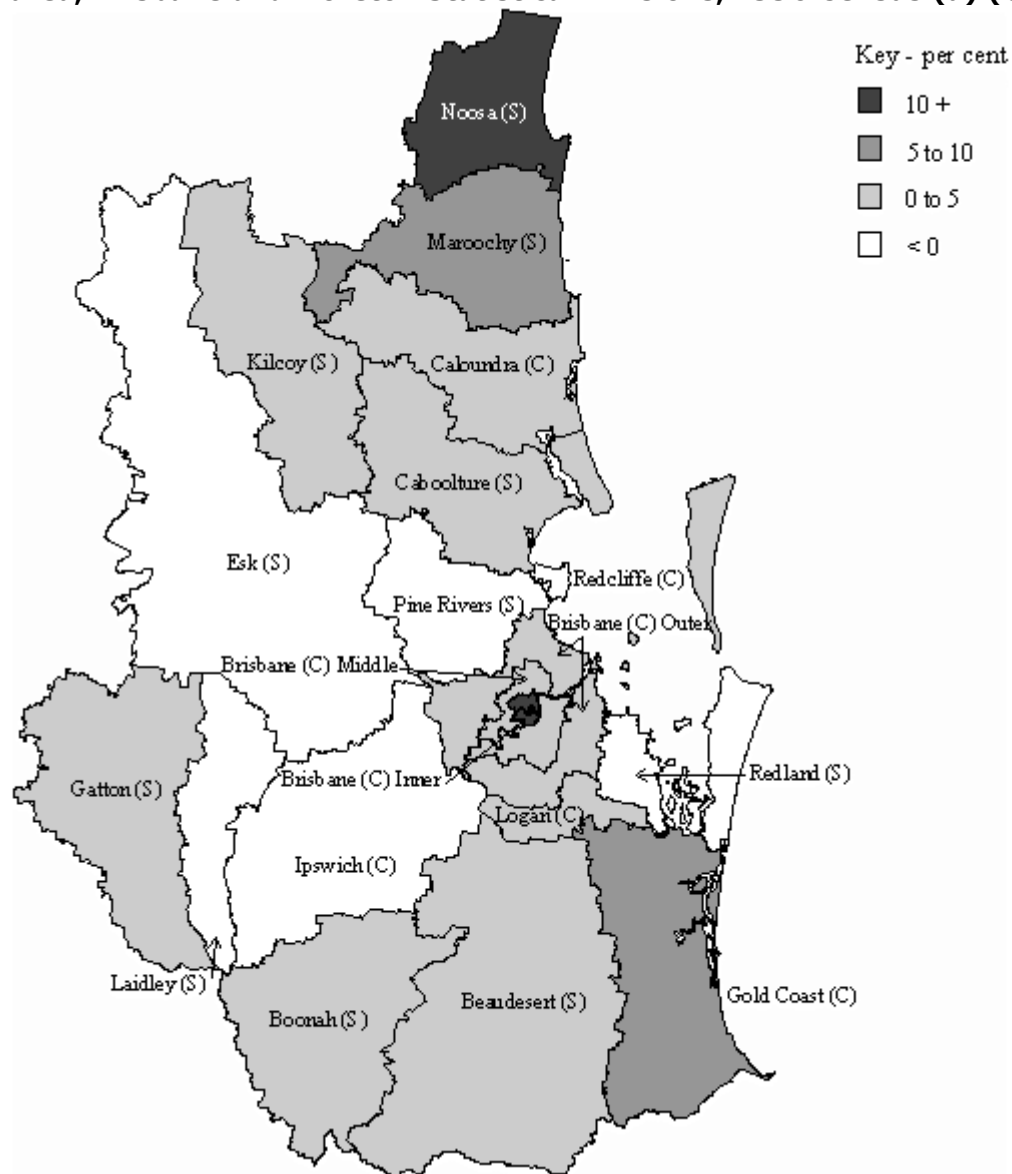 Key - per cent
10 +
5 to 10
0 to 5
< 0
Noosa (S)
Maroochy (S)
Kilcoy (S)
Caloundra (C)
Caboolture (S)
Esk (S)
Redcliffe (C)
Pine Rivers (S)
Brisbane (C) Outer
Brisbane (C) Middle
Brisbane (C) Inner
Redland (S)
Gatton (S)
Logan (C)
Ipswich (C)
Laidley (S)
Boonah (S)
Beaudesert (S)
Gold Coast (C)